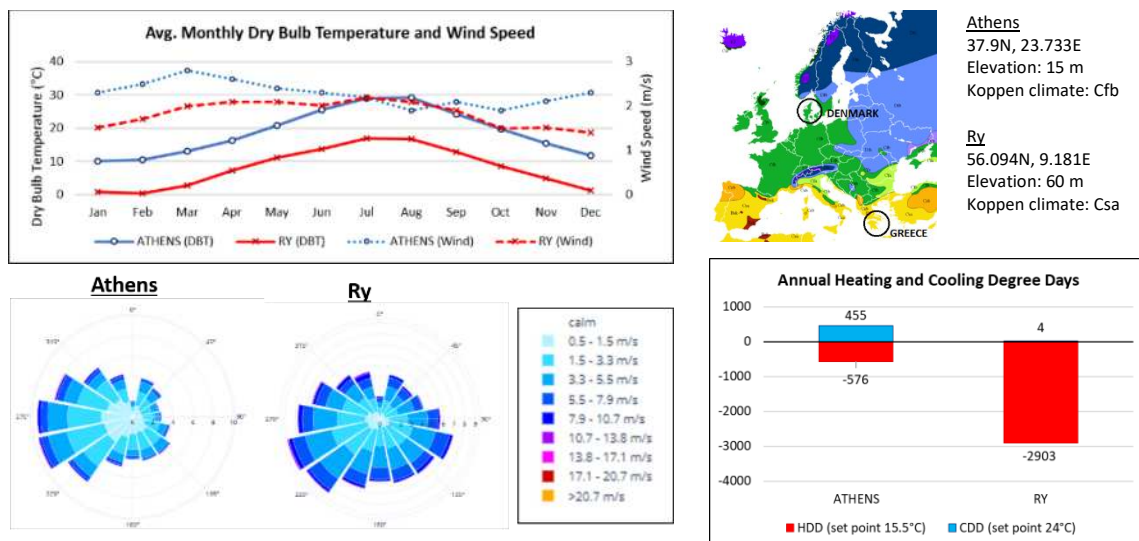 Avg. Monthly Dry Bulb Temperature and Wind Speed
Dry Bulb Temperature (°C)
40
30
20
10
0
3
2
1
0
Wind Speed (m/s)
Jan Feb Mar Apr May Jun Jul Aug Sep Oct Nov Dec
ATHENS (DBT) RY (DBT) ATHENS (Wind) RY (Wind)
DENMARK
GREECE
Athens
37.9N, 23.733E
Elevation: 15 m
Koppen climate: Cfb
Ry
56.094N, 9.181E
Elevation: 60 m
Koppen climate: Csa
Athens
Ry
calm
0.5 - 1.5 m/s
1.5 - 3.3 m/s
3.3 - 5.5 m/s
5.5 - 7.9 m/s
7.9 - 10.7 m/s
10.7 - 13.8 m/s
13.8 - 17.1 m/s
17.1 - 20.7 m/s
>20.7 m/s
Annual Heating and Cooling Degree Days
1000
0
-1000
-2000
-3000
-4000
455
4
-576
-2903
ATHENS RY
HDD (set point 15.5°C) CDD (set point 24°C)